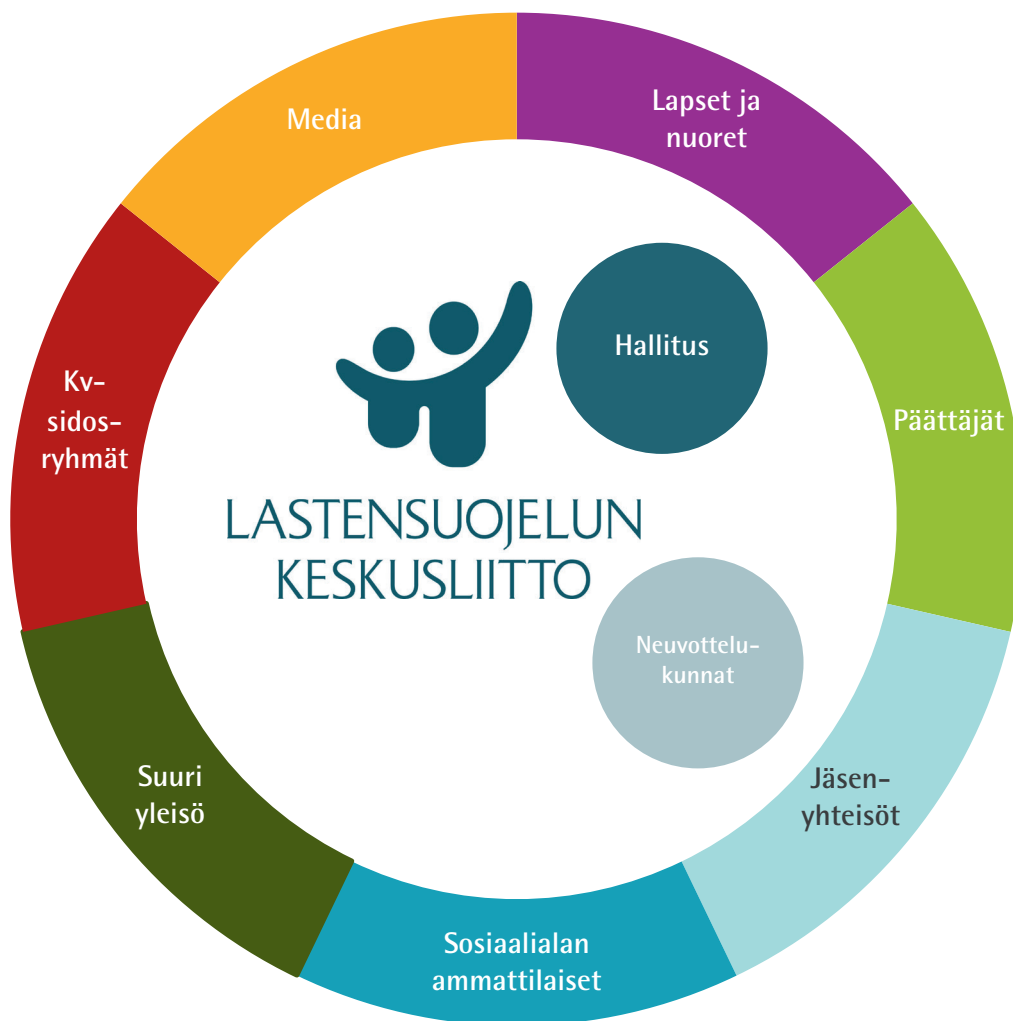 Media
Lapset ja
nuoret
Kv-
sidos-
ryhmät
Hallitus
Päättäjät
LASTENSUOJELUN
KESKUSLIITTO
Neuvottelu-
kunnat
Suuri
yleisö
Jäsen-
yhteisöt
Sosiaalialan
ammattilaiset